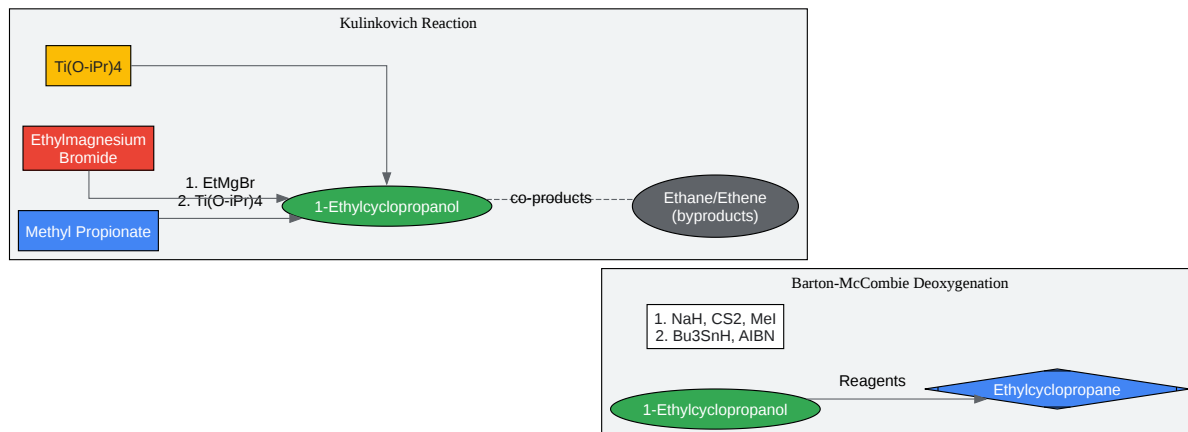 Kulinkovich Reaction
Ti(O-iPr)4
Ethylmagnesium
Bromide
1. EtMgBr
2. Ti(O-iPr)4
Methyl Propionate
1-Ethylcyclopropanol
co-products
Ethane/Ethene
(byproducts)
Barton-McCombie Deoxygenation
1. NaH, CS2, MeI
2. Bu3SnH, AIBN
1-Ethylcyclopropanol
Reagents
Ethylcyclopropane